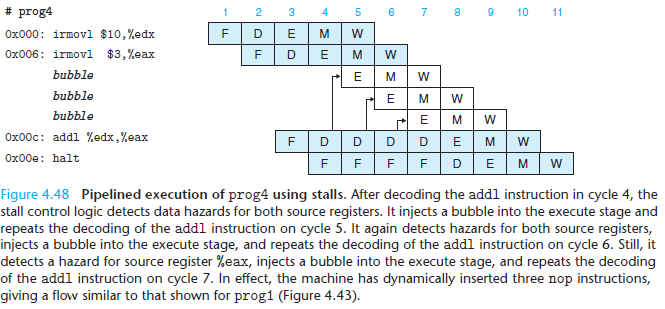 # prog4 1 2 3 4 5 6 7 8 9 10 11
0x000: irmovl $10,%edx F D E M W
0x006: irmovl $3,%eax F D E M W
bubble E M W
bubble E M W
bubble E M W
0x00c: addl %edx,%eax F D D D D E M W
0x00e: halt F F F F D E M W
Figure 4.48 Pipelined execution of prog4 using stalls. After decoding the addl instruction in cycle 4, the
stall control logic detects data hazards for both source registers. It injects a bubble into the execute stage and
repeats the decoding of the addl instruction on cycle 5. It again detects hazards for both source registers,
injects a bubble into the execute stage, and repeats the decoding of the addl instruction on cycle 6. Still, it
detects a hazard for source register %eax, injects a bubble into the execute stage, and repeats the decoding
of the addl instruction on cycle 7. In effect, the machine has dynamically inserted three nop instructions,
giving a flow similar to that shown for prog1 (Figure 4.43).